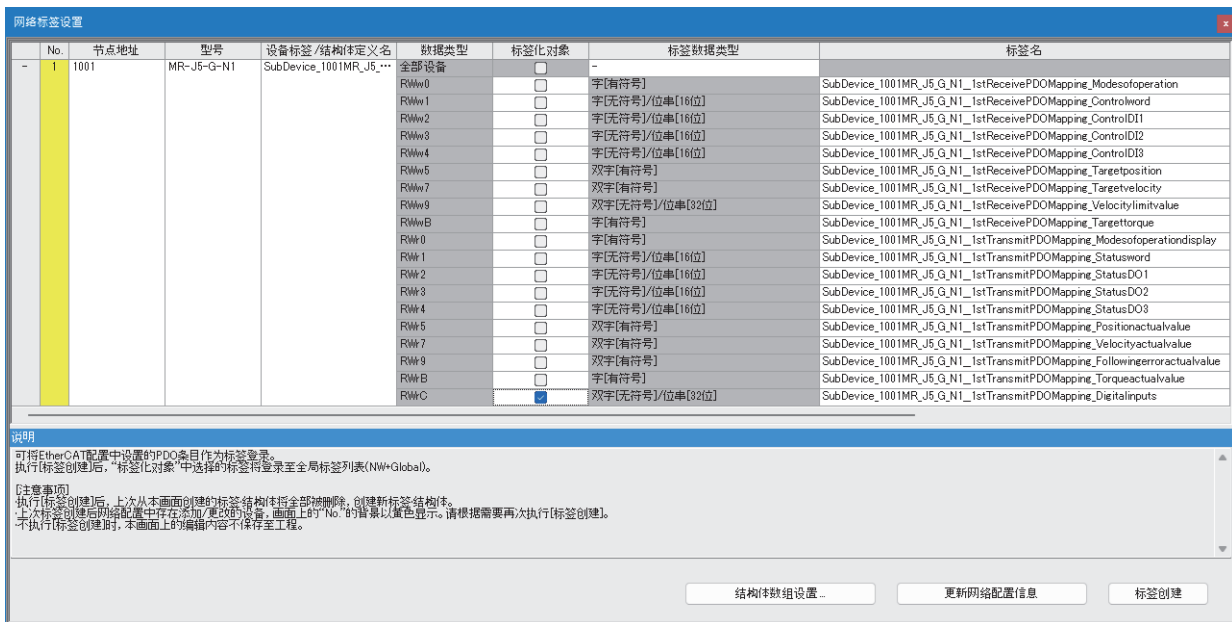 网络标签设置
No. 节点地址 型号 设备标签/结构体定义名 数据类型 标签化对象 标签数据类型 标签名
− 1 1001 MR-J5-G-N1 SubDevice_1001MR_J5_… 全部设备 −
RWw0 字[有符号] SubDevice_1001MR_J5_G_N1__1stReceivePDOMapping_Modesofoperation
RWw1 字[无符号]/位串[16位] SubDevice_1001MR_J5_G_N1__1stReceivePDOMapping_Controlword
RWw2 字[无符号]/位串[16位] SubDevice_1001MR_J5_G_N1__1stReceivePDOMapping_ControlDI1
RWw3 字[无符号]/位串[16位] SubDevice_1001MR_J5_G_N1__1stReceivePDOMapping_ControlDI2
RWw4 字[无符号]/位串[16位] SubDevice_1001MR_J5_G_N1__1stReceivePDOMapping_ControlDI3
RWw5 双字[有符号] SubDevice_1001MR_J5_G_N1__1stReceivePDOMapping_Targetposition
RWw7 双字[有符号] SubDevice_1001MR_J5_G_N1__1stReceivePDOMapping_Targetvelocity
RWw9 双字[无符号]/位串[32位] SubDevice_1001MR_J5_G_N1__1stReceivePDOMapping_Velocitylimitvalue
RWwB 字[有符号] SubDevice_1001MR_J5_G_N1__1stReceivePDOMapping_Targettorque
RWr0 字[有符号] SubDevice_1001MR_J5_G_N1__1stTransmitPDOMapping_Modesofoperationdisplay
RWr1 字[无符号]/位串[16位] SubDevice_1001MR_J5_G_N1__1stTransmitPDOMapping_Statusword
RWr2 字[无符号]/位串[16位] SubDevice_1001MR_J5_G_N1__1stTransmitPDOMapping_StatusDO1
RWr3 字[无符号]/位串[16位] SubDevice_1001MR_J5_G_N1__1stTransmitPDOMapping_StatusDO2
RWr4 字[无符号]/位串[16位] SubDevice_1001MR_J5_G_N1__1stTransmitPDOMapping_StatusDO3
RWr5 双字[有符号] SubDevice_1001MR_J5_G_N1__1stTransmitPDOMapping_Positionactualvalue
RWr7 双字[有符号] SubDevice_1001MR_J5_G_N1__1stTransmitPDOMapping_Velocityactualvalue
RWr9 双字[有符号] SubDevice_1001MR_J5_G_N1__1stTransmitPDOMapping_Followingerroractualvalue
RWrB 字[有符号] SubDevice_1001MR_J5_G_N1__1stTransmitPDOMapping_Torqueactualvalue
RWrC 双字[无符号]/位串[32位] SubDevice_1001MR_J5_G_N1__1stTransmitPDOMapping_Digitalinputs
说明
可将EtherCAT配置中设置的PDO条目作为标签登录。
执行[标签创建]后,“标签化对象”中选择的标签将登录至全局标签列表(NW+Global)。
[注意事项]
·执行[标签创建]后,上次从本画面创建的标签·结构体将全部被删除,创建新标签·结构体。
·上次标签创建后网络配置中存在添加/更改的设备,画面上的“No.”的背景以黄色显示。请根据需要再次执行[标签创建]。
·不执行[标签创建]时,本画面上的编辑内容不保存至工程。
结构体数组设置... 更新网络配置信息 标签创建